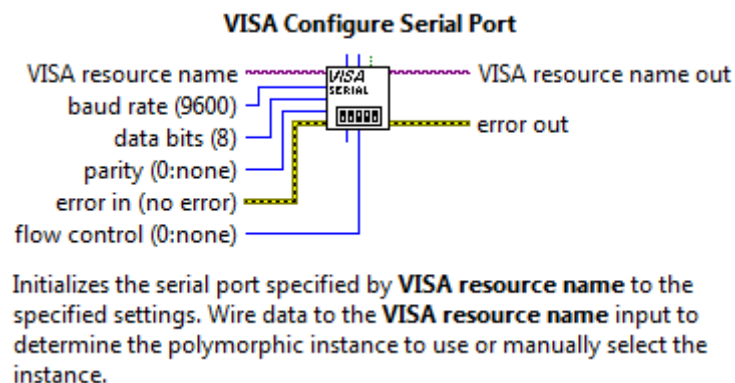 VISA Configure Serial Port
VISA resource name
VISA resource name out
baud rate (9600)
data bits (8)
error out
parity (0:none)
error in (no error)
flow control (0:none)
VISA
SERIAL
Initializes the serial port specified by VISA resource name to the
specified settings. Wire data to the VISA resource name input to
determine the polymorphic instance to use or manually select the
instance.